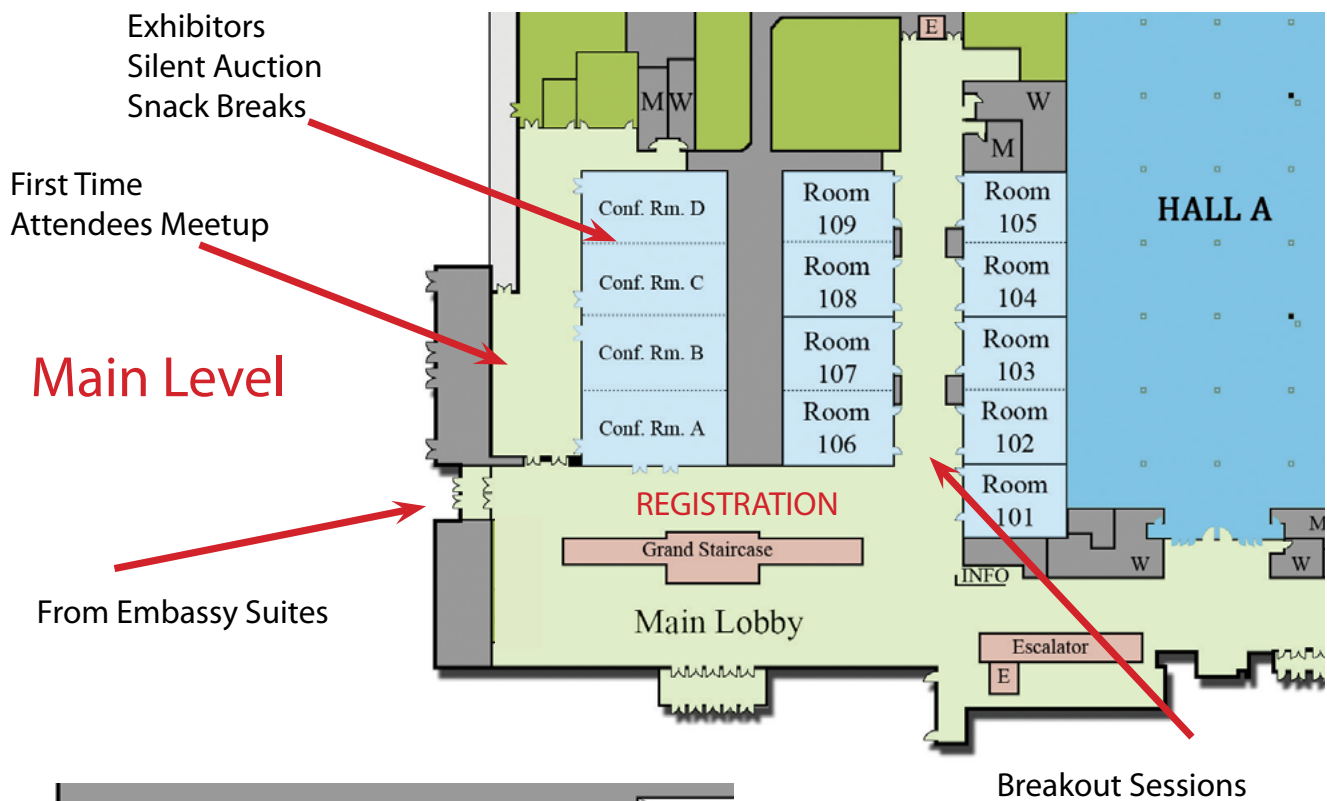 Exhibitors
Silent Auction
Snack Breaks
First Time
Attendees Meetup
Main Level
From Embassy Suites
E
M W
W
M
Conf. Rm. D
Conf. Rm. C
Conf. Rm. B
Conf. Rm. A
Room
109
Room
108
Room
107
Room
106
Room
105
Room
104
Room
103
Room
102
Room
101
HALL A
REGISTRATION
Grand Staircase
INFO
W
M
W
Main Lobby
Escalator
E
Breakout Sessions